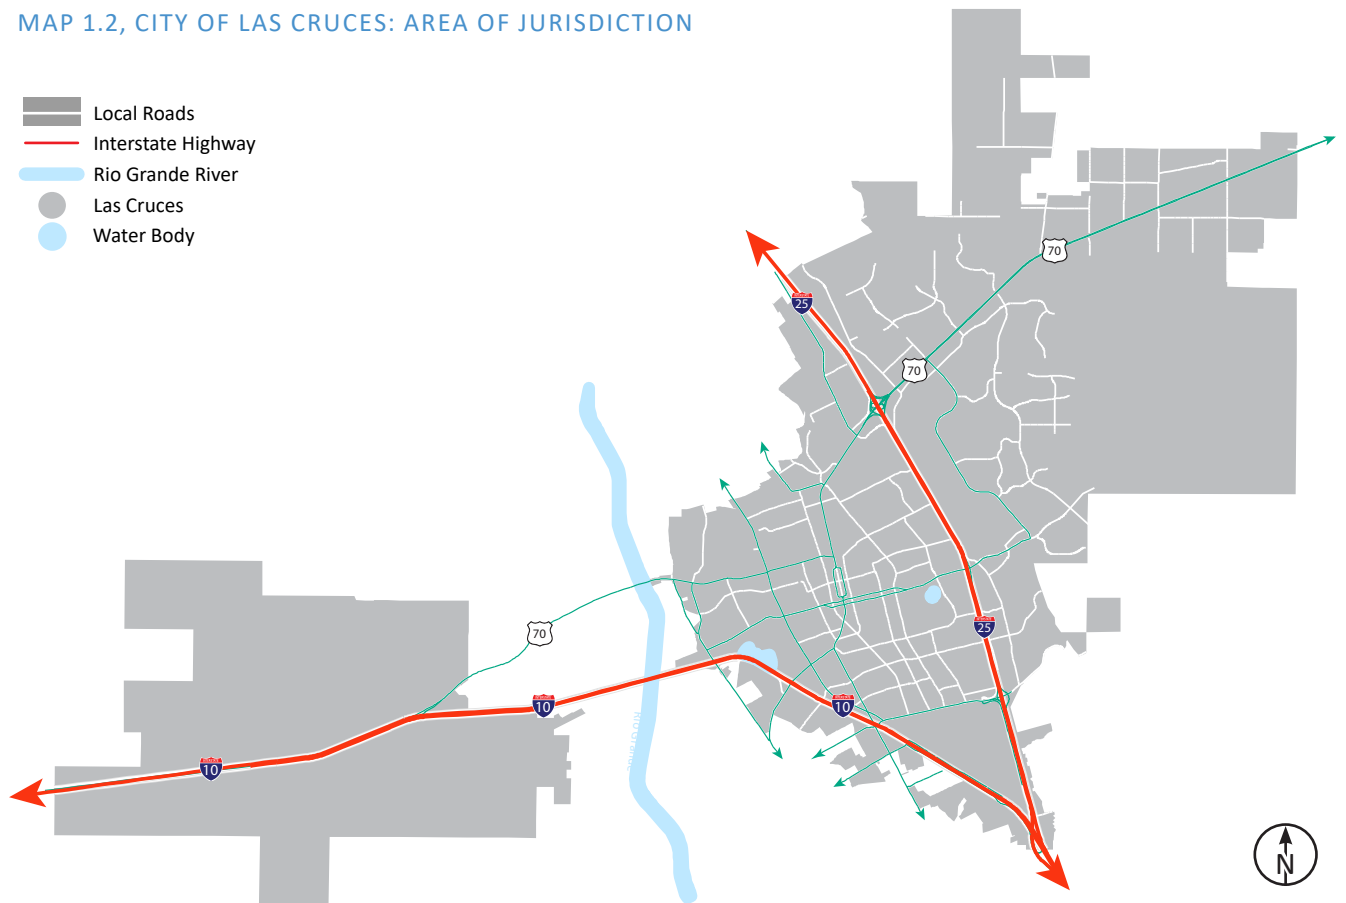 MAP 1.2, CITY OF LAS CRUCES: AREA OF JURISDICTION
Local Roads
Interstate Highway
Rio Grande River
Las Cruces
Water Body
70
25
70
70
25
10
10
10
N